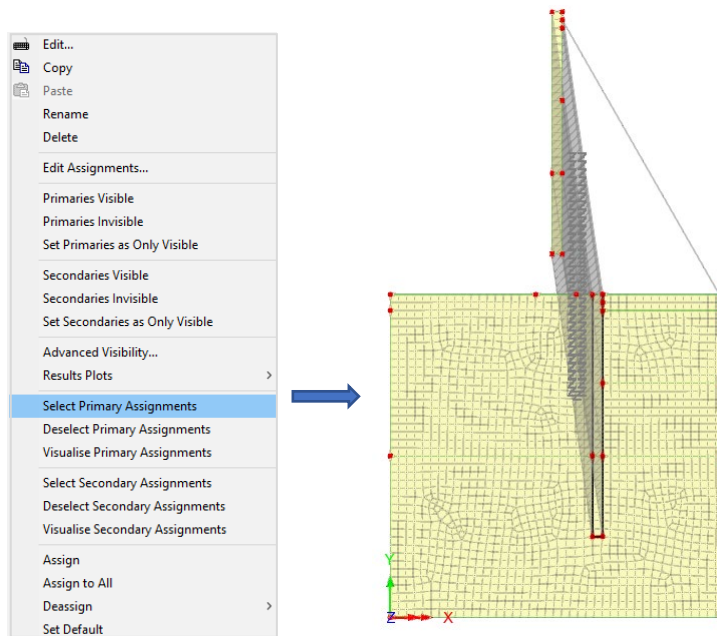 Edit...
Copy
Paste
Rename
Delete
Edit Assignments...
Primaries Visible
Primaries Invisible
Set Primaries as Only Visible
Secondaries Visible
Secondaries Invisible
Set Secondaries as Only Visible
Advanced Visibility...
Results Plots
Select Primary Assignments
Deselect Primary Assignments
Visualise Primary Assignments
Select Secondary Assignments
Deselect Secondary Assignments
Visualise Secondary Assignments
Assign
Assign to All
Deassign
Set Default
Y
Z X